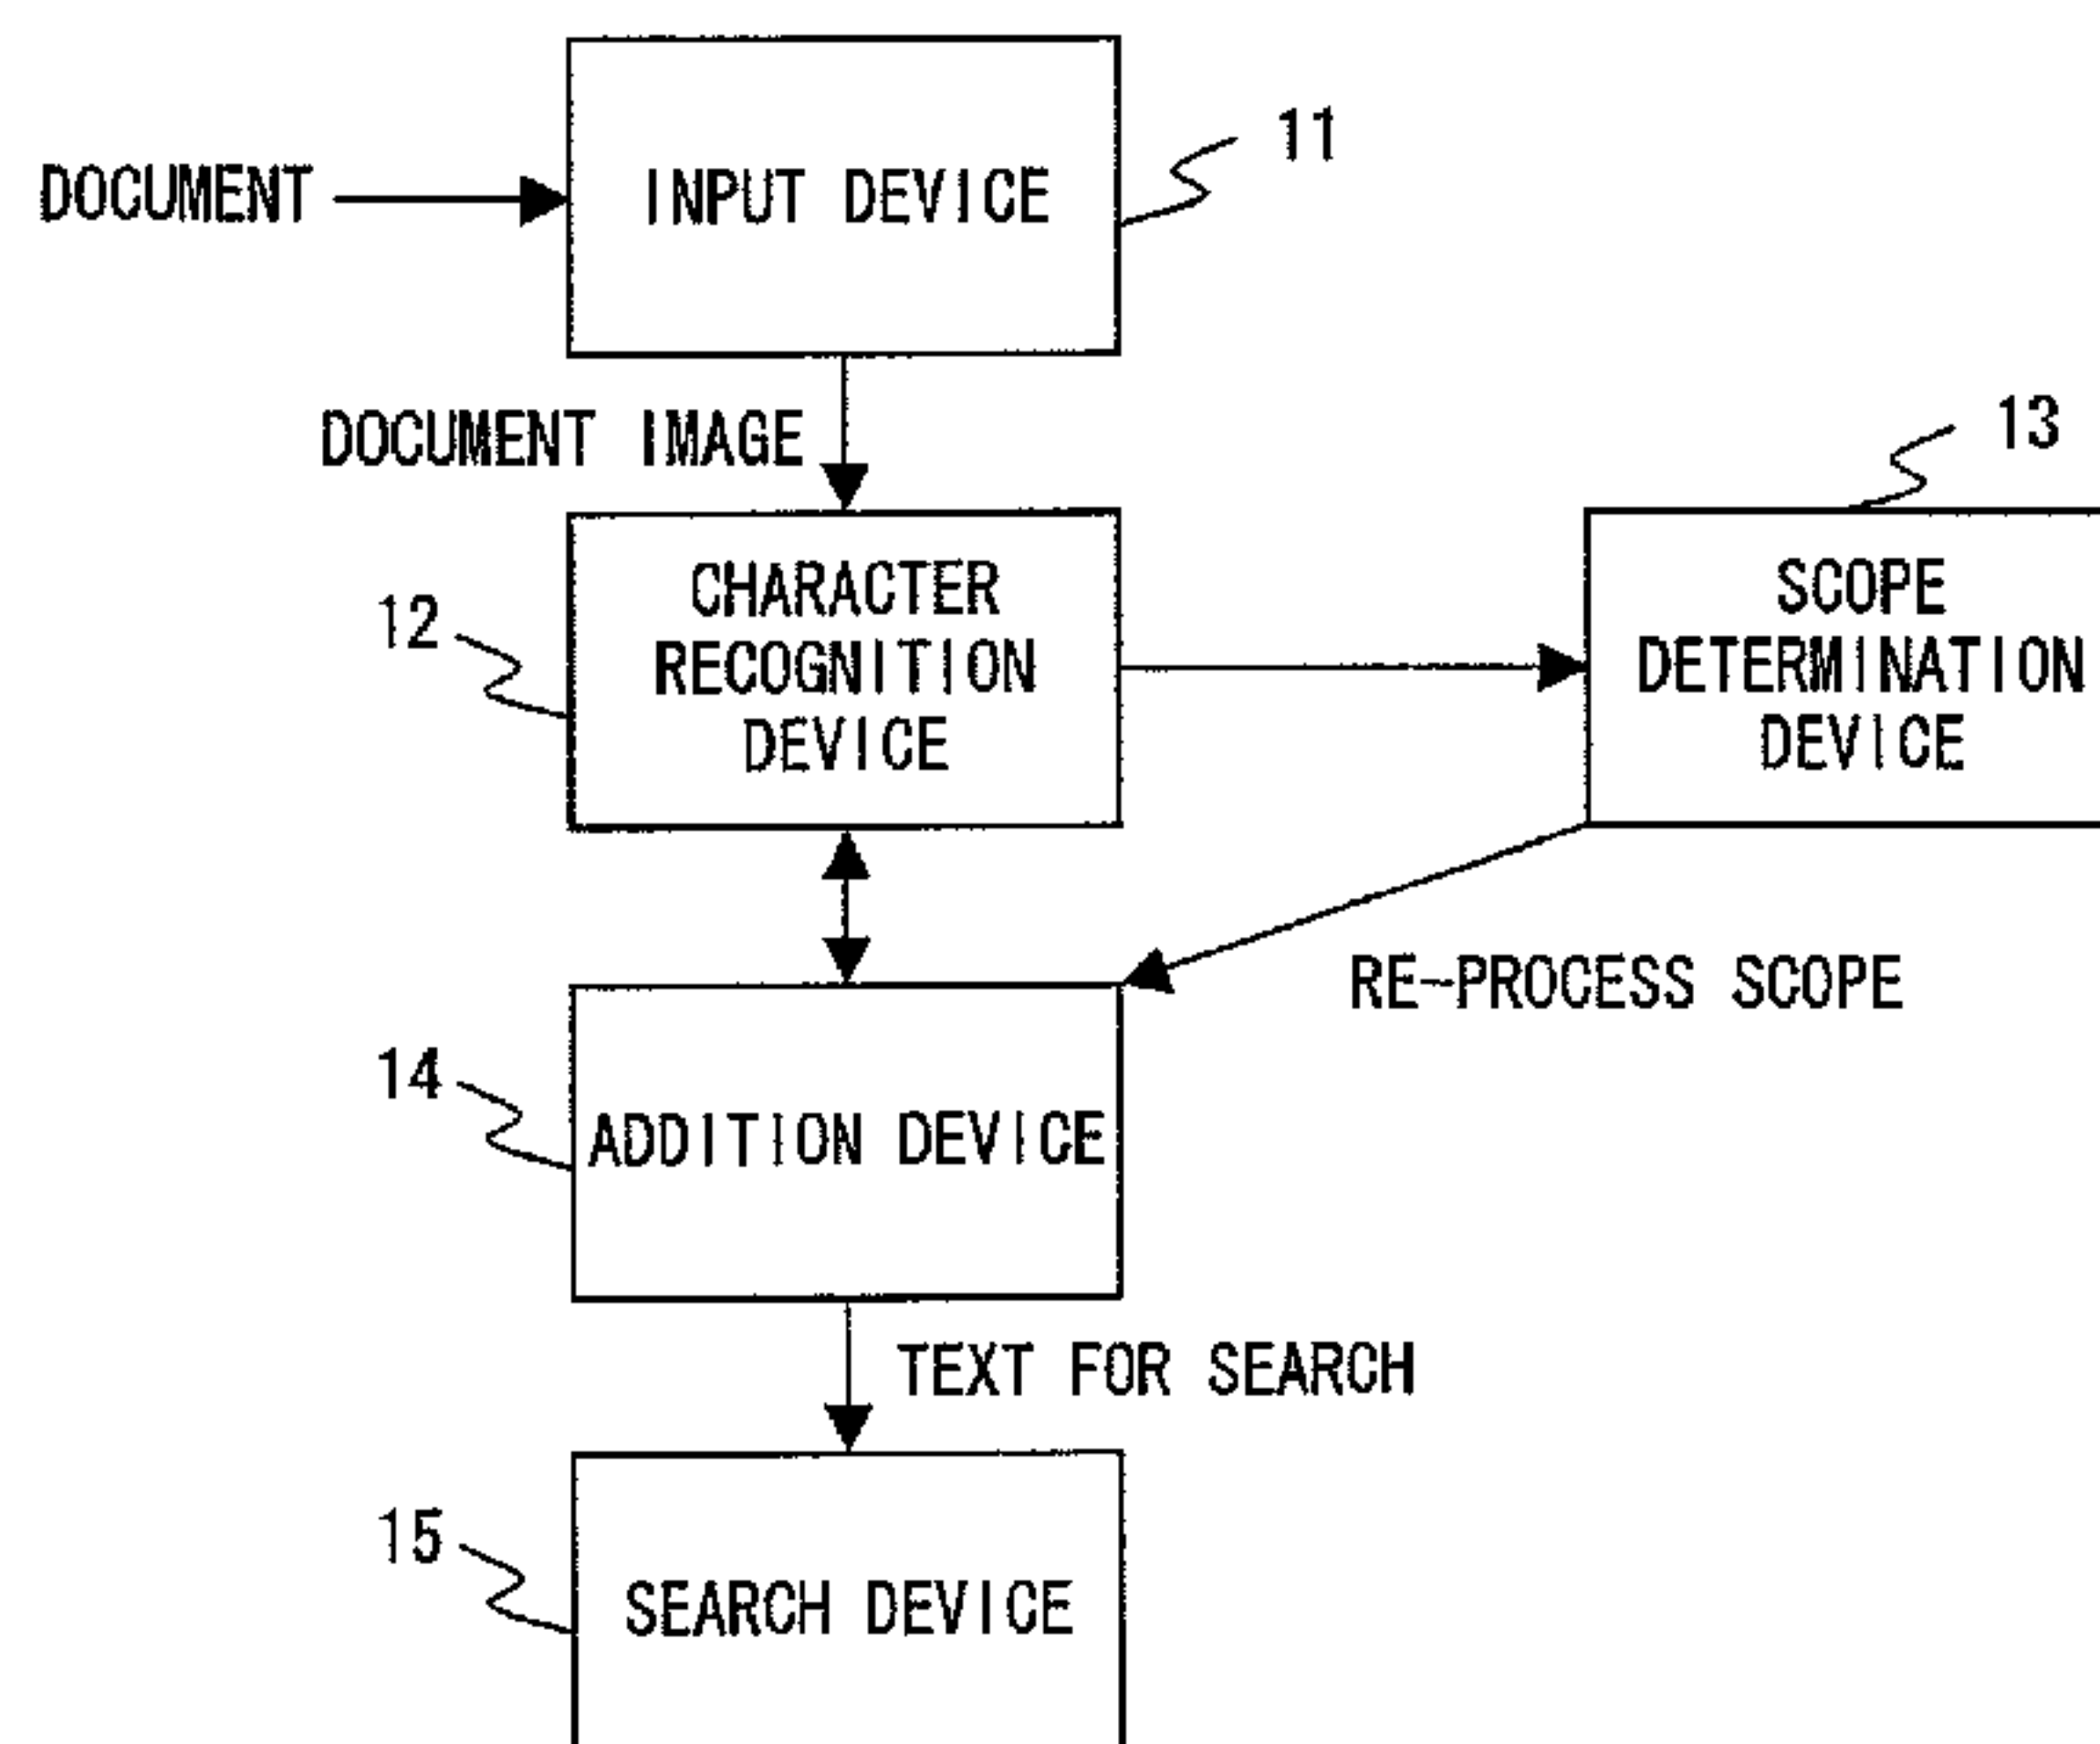 DOCUMENT
INPUT DEVICE
11
DOCUMENT IMAGE
13
12
CHARACTER
RECOGNITION
DEVICE
SCOPE
DETERMINATION
DEVICE
RE-PROCESS SCOPE
14
ADDITION DEVICE
TEXT FOR SEARCH
15
SEARCH DEVICE